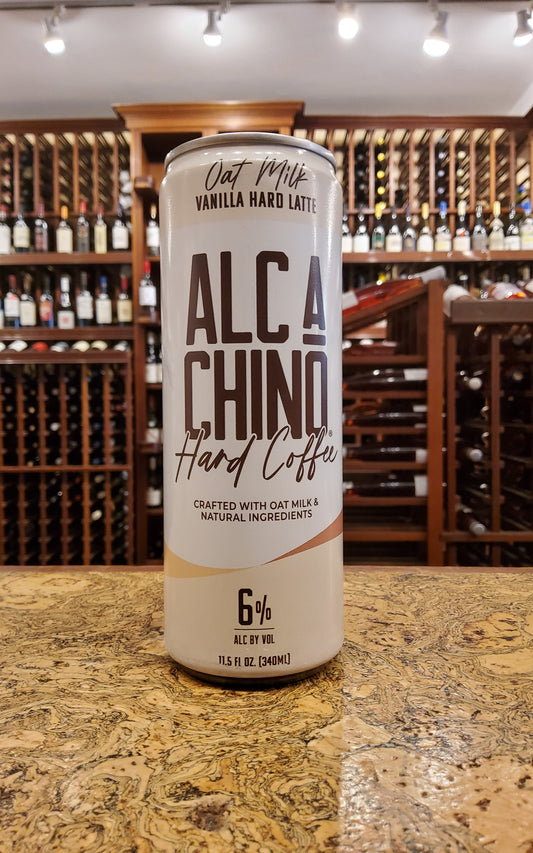 Oat Milk
VANILLA HARD LATTE
ALC A
CHINO®
Hard Coffee
CRAFTED WITH OAT MILK &
NATURAL INGREDIENTS
6%
ALC BY VOL
11.5 fl OZ. (340ML)